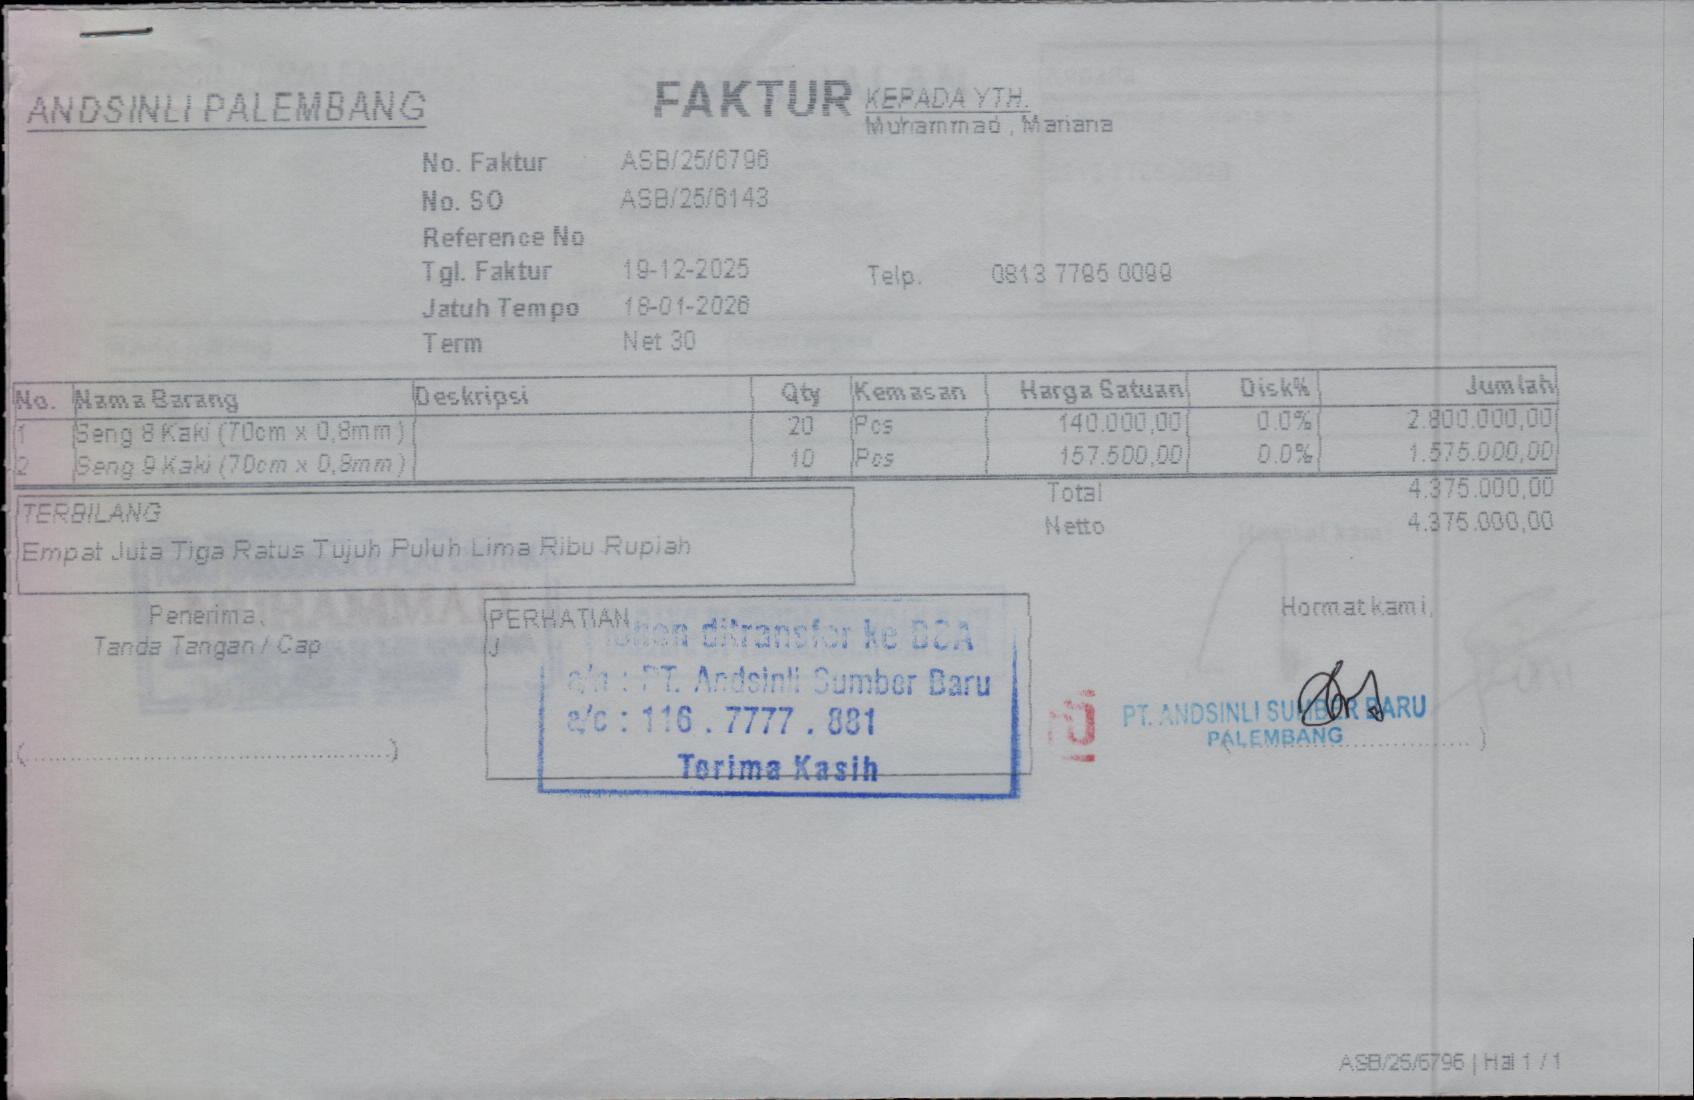 ANDSINLI PALEMBANG
FAKTUR
KEPADA YTH.
Muhammad , Mariana
No. Faktur ASB/25/6796
No. SO ASB/25/6143
Reference No
Tgl. Faktur 19-12-2025
Telp. 0813 7795 0099
Jatuh Tempo 18-01-2026
Term Net 30
No. Nama Barang Deskripsi Qty Kemasan Harga Satuan Disk% Jumlah
1 Seng 8 Kaki (70cm x 0,8mm) 20 Pcs 140.000,00 0.0% 2.800.000,00
2 Seng 9 Kaki (70cm x 0,8mm) 10 Pcs 157.500,00 0.0% 1.575.000,00
Total 4.375.000,00
Netto 4.375.000,00
TERBILANG
Empat Juta Tiga Ratus Tujuh Puluh Lima Ribu Rupiah
Penerima,
Tanda Tangan / Cap
(..............................................)
PERHATIAN
ditransfer ke BCA
a/n : PT. Andsinli Sumber Baru
a/c : 116 . 7777 . 881
Terima Kasih
Hormat kami,
PT. ANDSINLI SUMBER BARU
PALEMBANG
ASB/25/6796 | Hal 1 / 1